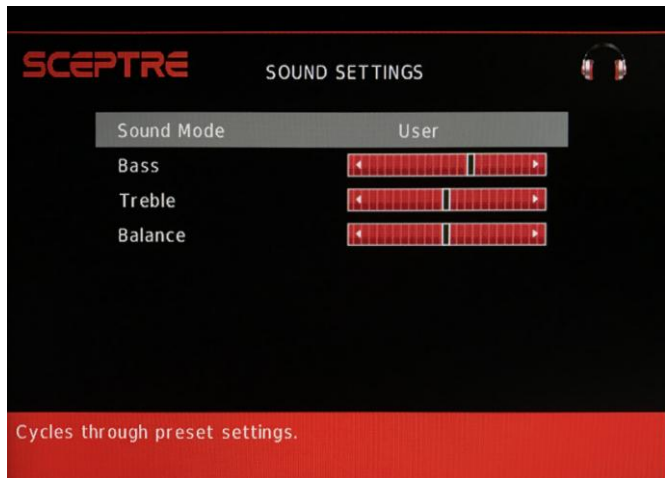 SCEPTRE
SOUND SETTINGS
Sound Mode User
Bass
Treble
Balance
Cycles through preset settings.